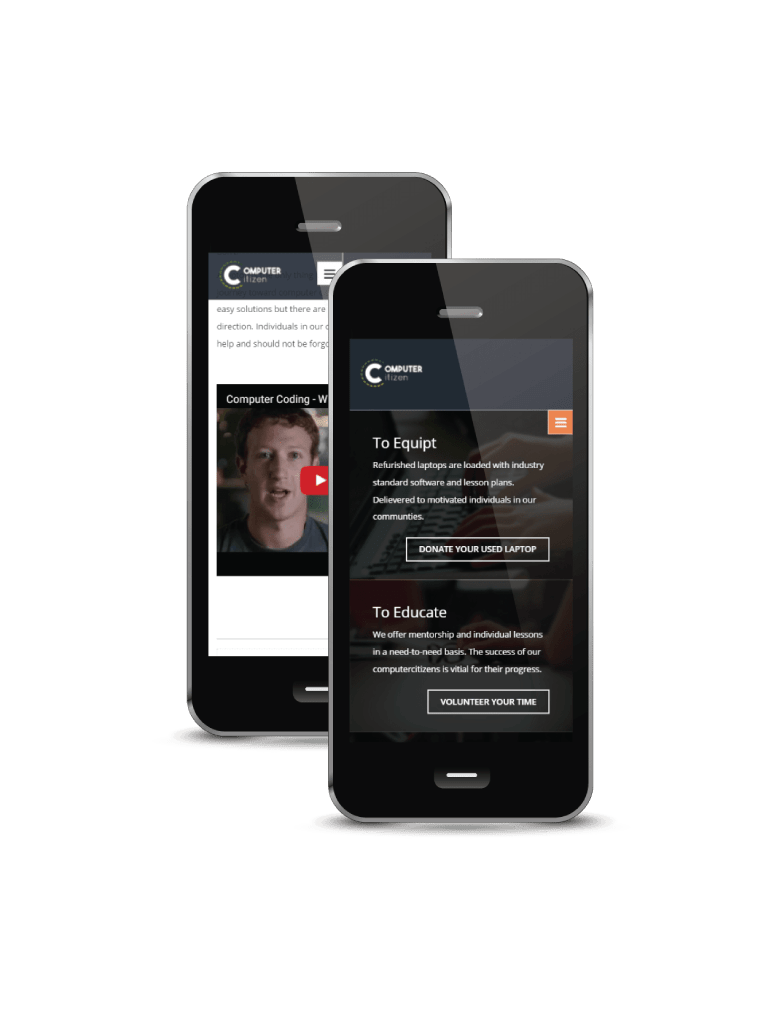 COMPUTER
itizen
easy solutions but there are
direction. Individuals in our
help and should not be
Computer Coding - W
COMPUTER
itizen
To Equipt
Refurished laptops are loaded with industry
standard software and lesson plans.
Delievered to motivated individuals in our
communties.
DONATE YOUR USED LAPTOP
To Educate
We offer mentorship and individual lessons
in a need-to-need basis. The success of our
computercitizens is vitial for their progress.
VOLUNTEER YOUR TIME